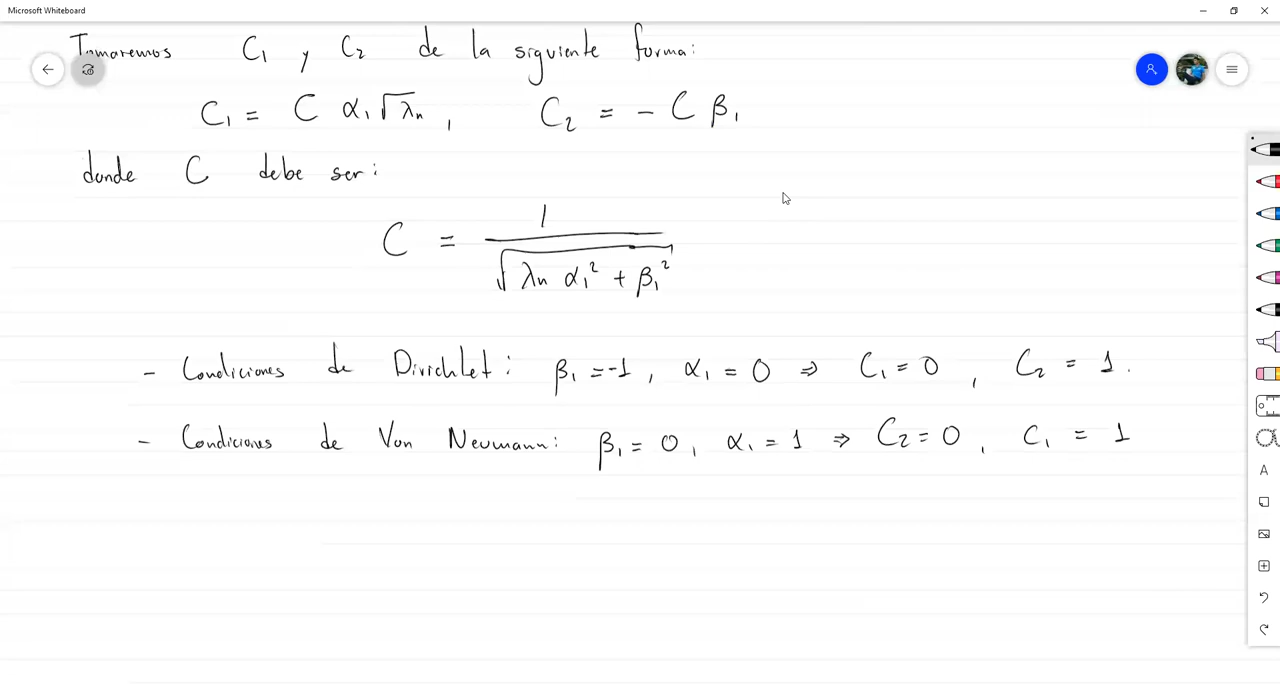 Microsoft Whiteboard
Tomaremos C₁ y C₂ de la siguiente forma:
C₁ = C α₁√λn , C₂ = - C β₁
donde C debe ser:
C = 1 / √(λn α₁² + β₁²)
- Condiciones de Dirichlet: β₁ = -1, α₁ = 0 ⇒ C₁ = 0 , C₂ = 1.
- Condiciones de Von Neumann: β₁ = 0, α₁ = 1 ⇒ C₂ = 0 , C₁ = 1
A